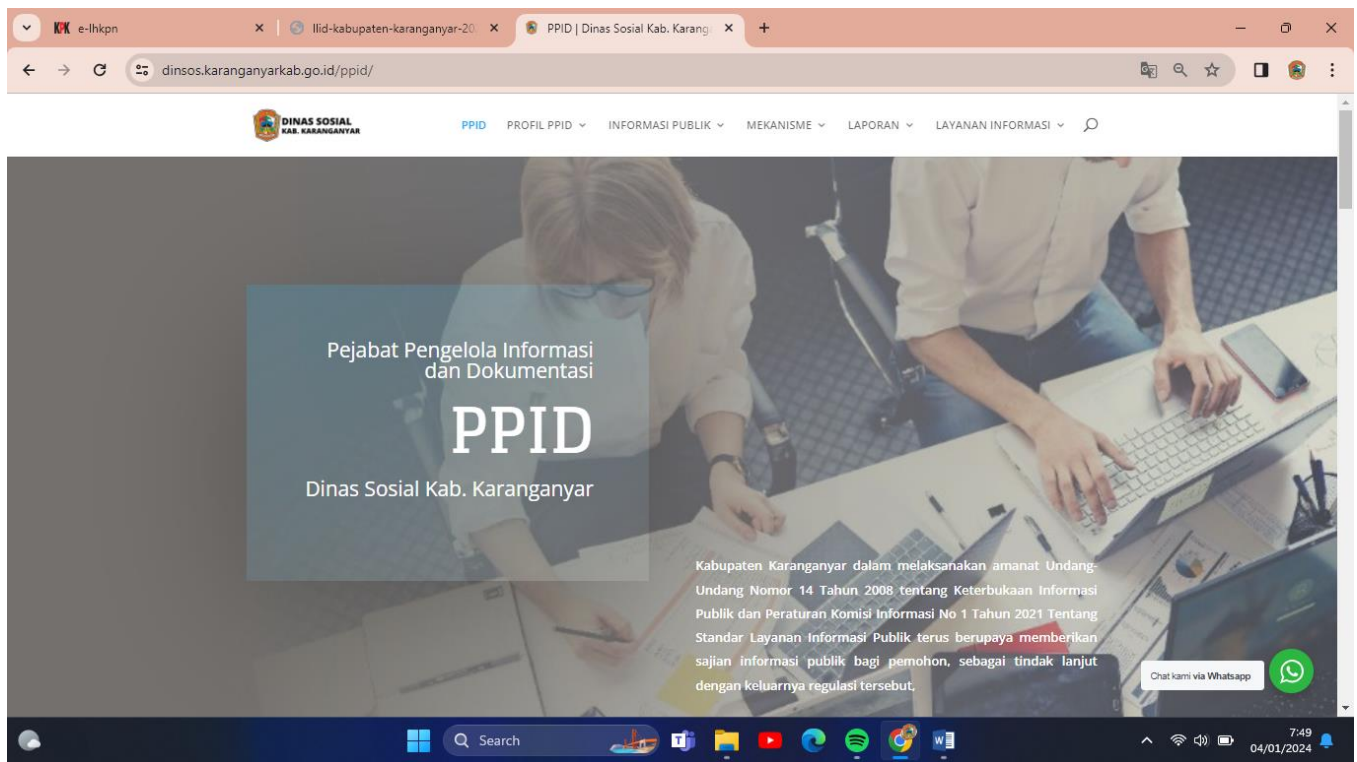 KPK e-lhkpn
llid-kabupaten-karanganyar-20
PPID | Dinas Sosial Kab. Karang
dinsos.karanganyarkab.go.id/ppid/
DINAS SOSIAL
KAB. KARANGANYAR
PPID PROFIL PPID INFORMASI PUBLIK MEKANISME LAPORAN LAYANAN INFORMASI
Pejabat Pengelola Informasi
dan Dokumentasi
PPID
Dinas Sosial Kab. Karanganyar
Kabupaten Karanganyar dalam melaksanakan amanat Undang-
Undang Nomor 14 Tahun 2008 tentang Keterbukaan Informasi
Publik dan Peraturan Komisi Informasi No 1 Tahun 2021 Tentang
Standar Layanan Informasi Publik terus berupaya memberikan
sajian informasi publik bagi pemohon, sebagai tindak lanjut
dengan keluarnya regulasi tersebut,
Chat kami via Whatsapp
Search
7:49
04/01/2024